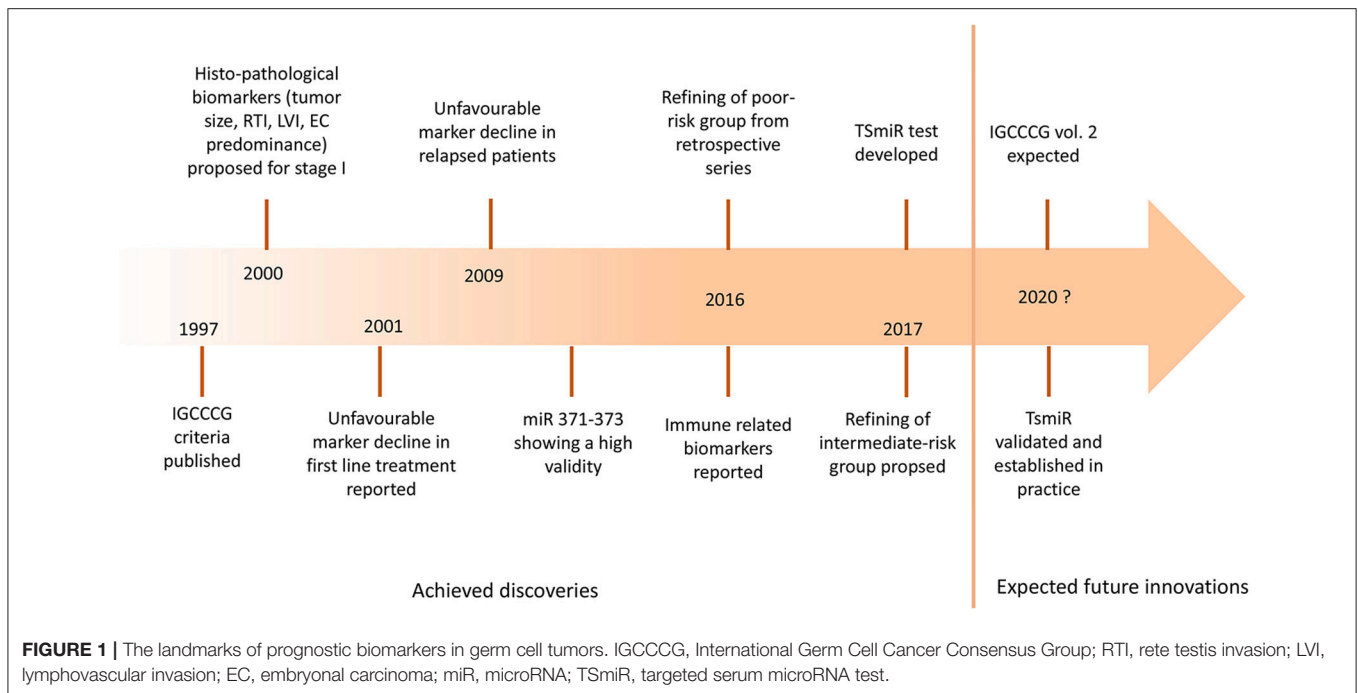 Histo-pathological
biomarkers (tumor
size, RTI, LVI, EC
predominance)
proposed for stage I
Unfavourable
marker decline in
relapsed patients
Refining of poor-
risk group from
retrospective
series
TSmiR test
developed
IGCCCG vol. 2
expected
2000
2009
2016
2020 ?
1997
2001
2017
IGCCCG
criteria
published
Unfavourable
marker decline in
first line treatment
reported
miR 371-373
showing a high
validity
Immune related
biomarkers
reported
Refining of
intermediate-risk
group propsed
TsmiR
validated and
established in
practice
Achieved discoveries
Expected future innovations
FIGURE 1 | The landmarks of prognostic biomarkers in germ cell tumors. IGCCCG, International Germ Cell Cancer Consensus Group; RTI, rete testis invasion; LVI,
lymphovascular invasion; EC, embryonal carcinoma; miR, microRNA; TSmiR, targeted serum microRNA test.